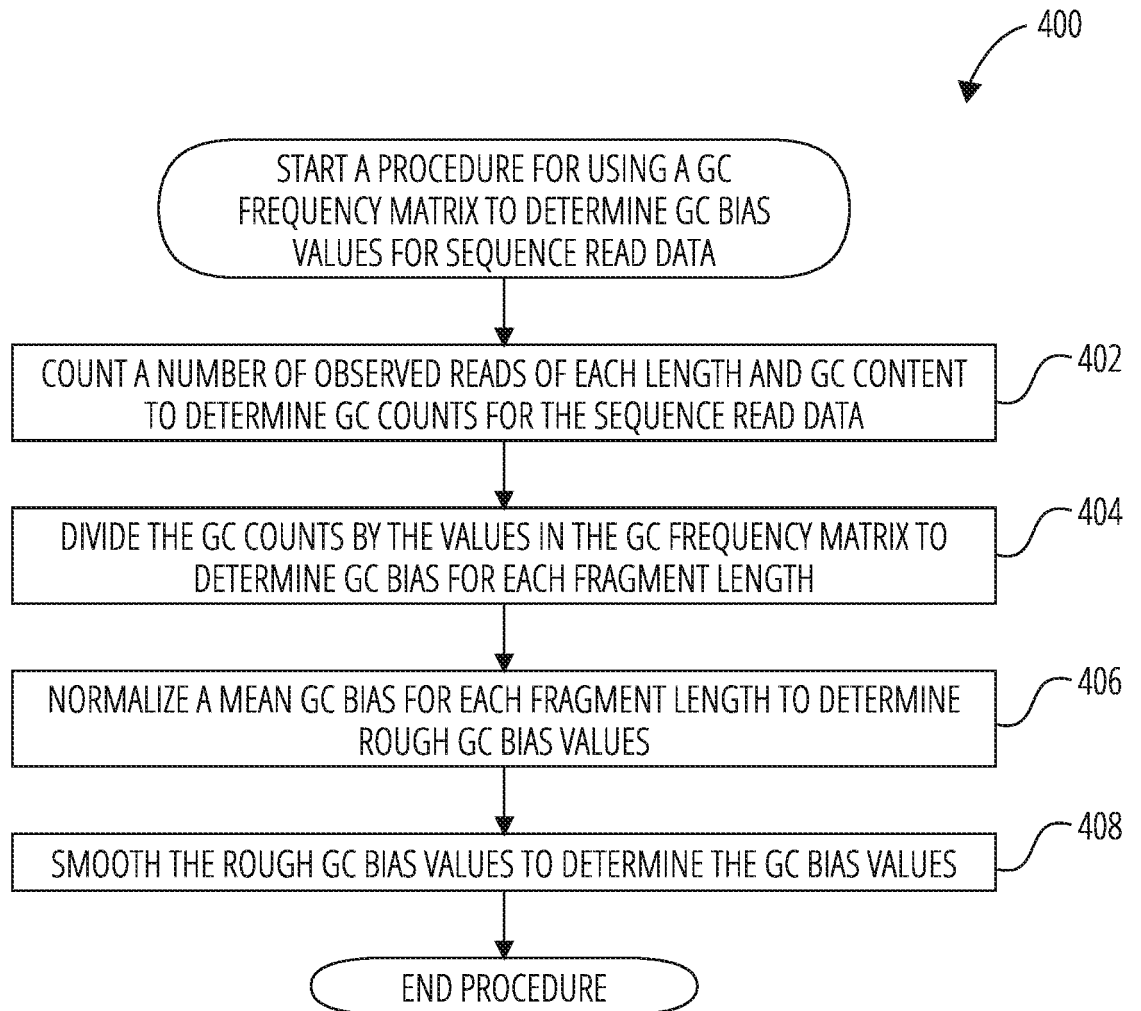 400
START A PROCEDURE FOR USING A GC
FREQUENCY MATRIX TO DETERMINE GC BIAS
VALUES FOR SEQUENCE READ DATA
COUNT A NUMBER OF OBSERVED READS OF EACH LENGTH AND GC CONTENT
TO DETERMINE GC COUNTS FOR THE SEQUENCE READ DATA
402
DIVIDE THE GC COUNTS BY THE VALUES IN THE GC FREQUENCY MATRIX TO
DETERMINE GC BIAS FOR EACH FRAGMENT LENGTH
404
NORMALIZE A MEAN GC BIAS FOR EACH FRAGMENT LENGTH TO DETERMINE
ROUGH GC BIAS VALUES
406
SMOOTH THE ROUGH GC BIAS VALUES TO DETERMINE THE GC BIAS VALUES
408
END PROCEDURE